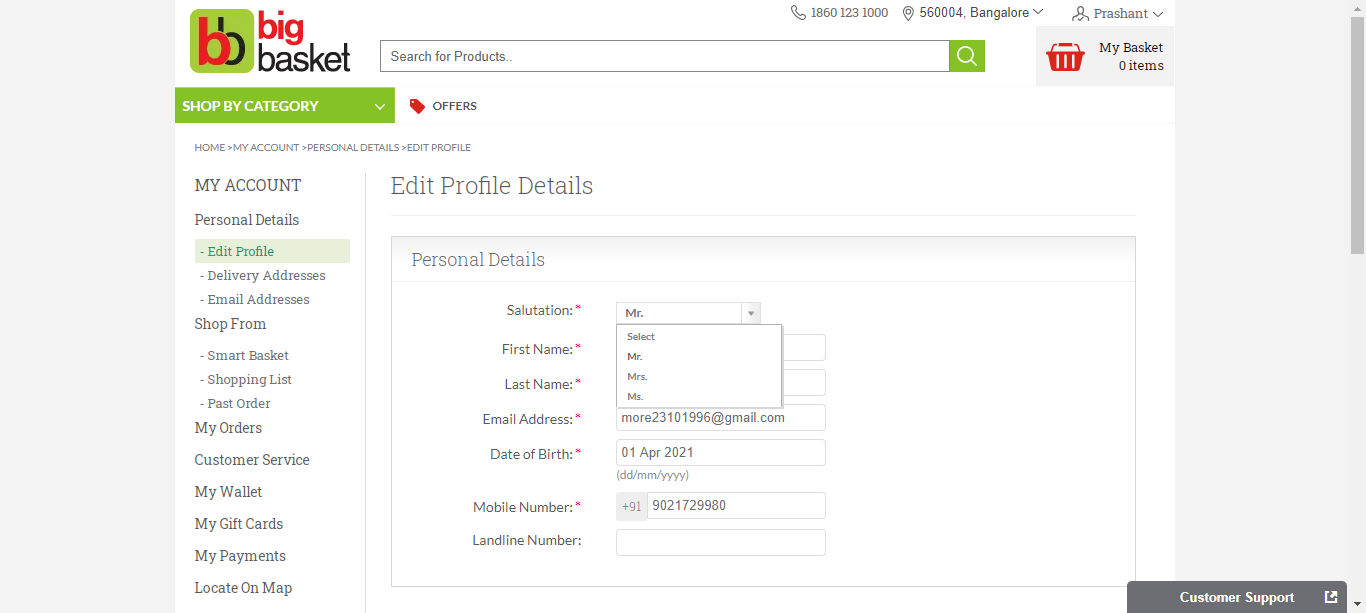 1860 123 1000 560004, Bangalore Prashant
bb big basket
Search for Products..
My Basket
0 items
SHOP BY CATEGORY OFFERS
HOME >MY ACCOUNT >PERSONAL DETAILS >EDIT PROFILE
MY ACCOUNT
Personal Details
- Edit Profile
- Delivery Addresses
- Email Addresses
Shop From
- Smart Basket
- Shopping List
- Past Order
My Orders
Customer Service
My Wallet
My Gift Cards
My Payments
Locate On Map
Edit Profile Details
Personal Details
Salutation:* Mr.
Select
Mr.
Mrs.
Ms.
First Name:*
Last Name:*
Email Address:* more23101996@gmail.com
Date of Birth:* 01 Apr 2021
(dd/mm/yyyy)
Mobile Number:* +91 9021729980
Landline Number:
Customer Support